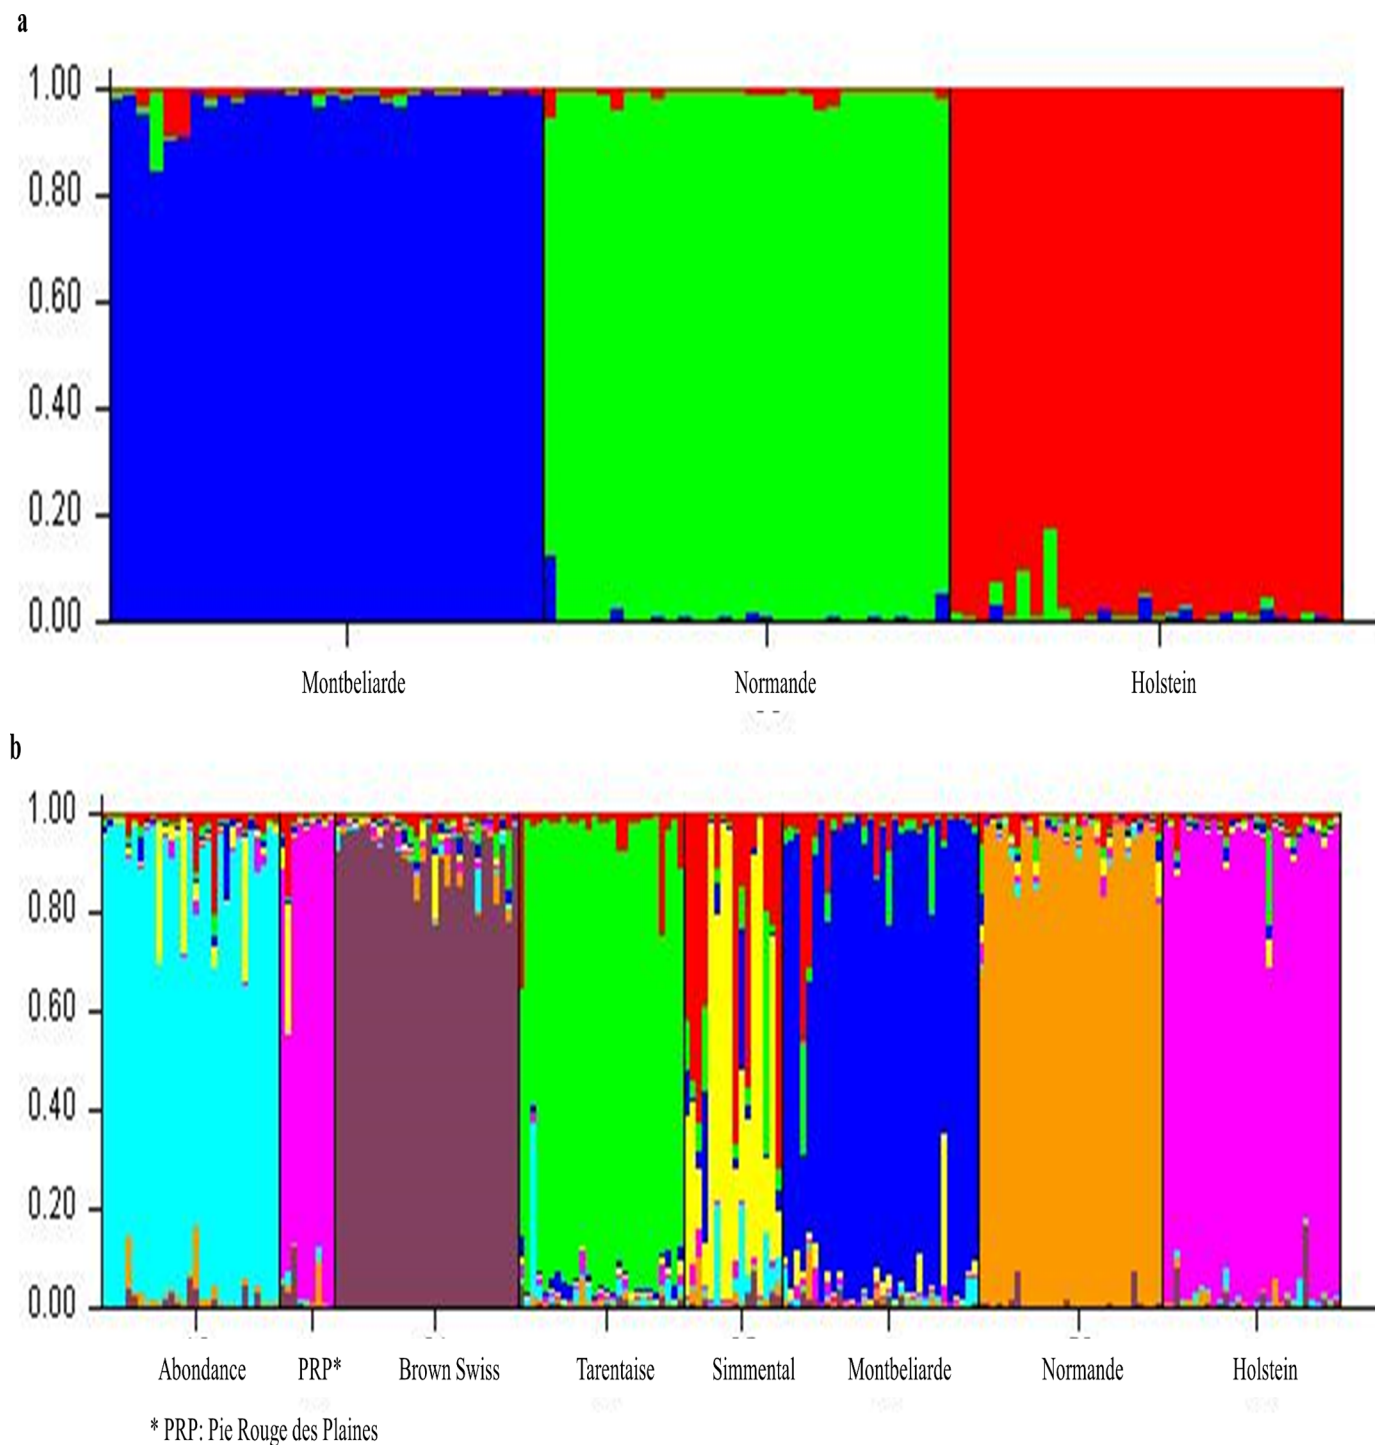 a
1.00
0.80
0.60
0.40
0.20
0.00
Montbeliarde Normande Holstein
b
1.00
0.80
0.60
0.40
0.20
0.00
Abondance PRP* Brown Swiss Tarentaise Simmental Montbeliarde Normande Holstein
* PRP: Pie Rouge des Plaines